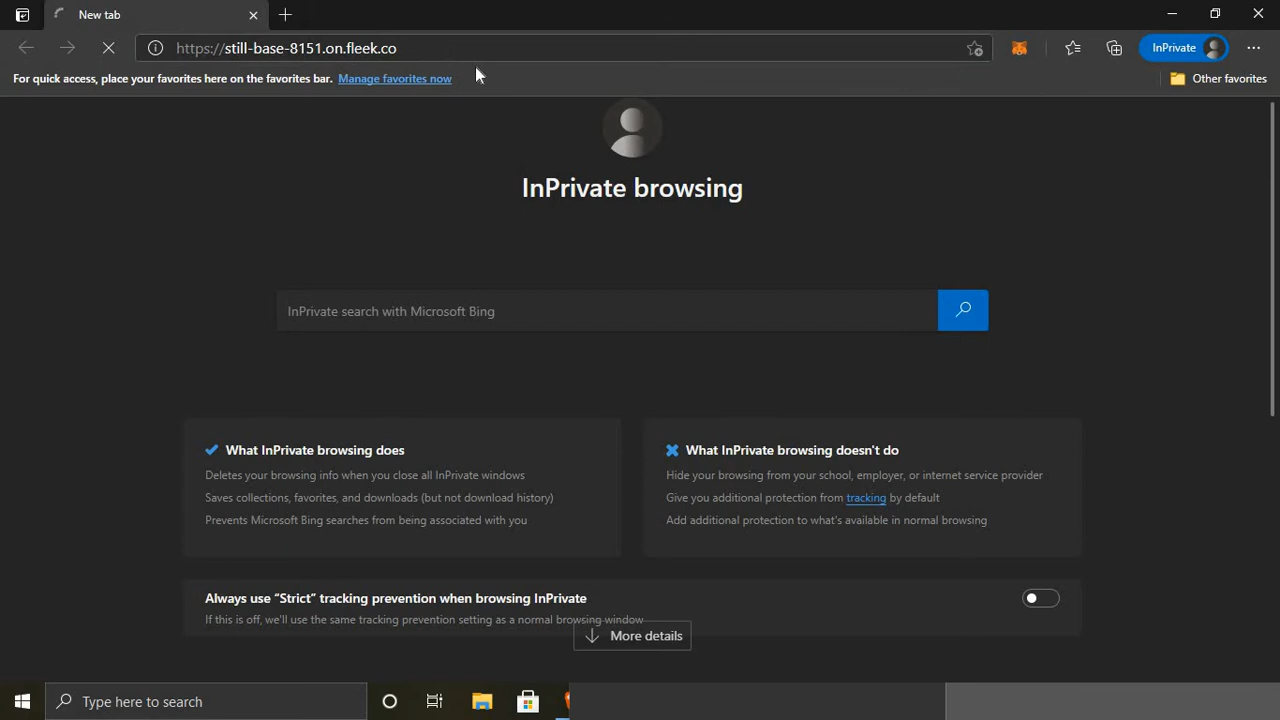 New tab
https://still-base-8151.on.fleek.co
InPrivate
For quick access, place your favorites here on the favorites bar. Manage favorites now
Other favorites
InPrivate browsing
InPrivate search with Microsoft Bing
What InPrivate browsing does
Deletes your browsing info when you close all InPrivate windows
Saves collections, favorites, and downloads (but not download history)
Prevents Microsoft Bing searches from being associated with you
What InPrivate browsing doesn't do
Hide your browsing from your school, employer, or internet service provider
Give you additional protection from tracking by default
Add additional protection to what's available in normal browsing
Always use “Strict” tracking prevention when browsing InPrivate
If this is off, we'll use the same tracking prevention setting as a normal browsing window
More details
Type here to search